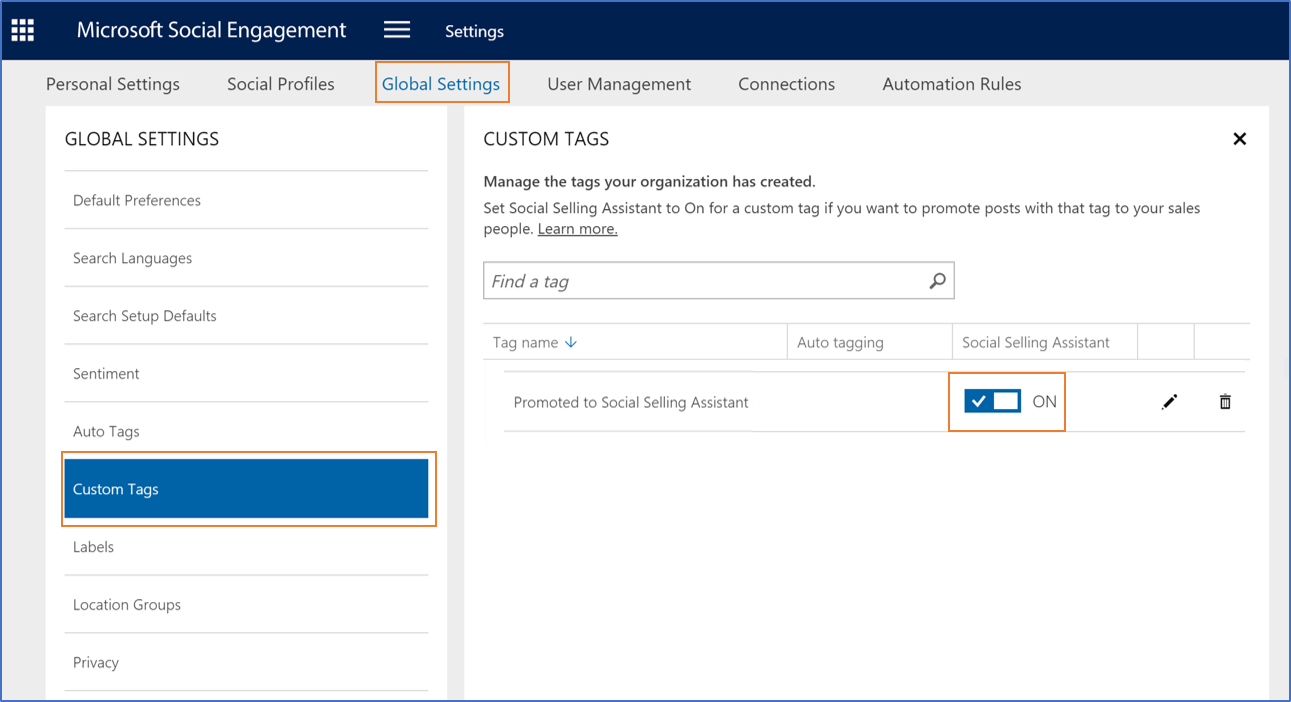 Microsoft Social Engagement
Settings
Personal Settings
Social Profiles
Global Settings
User Management
Connections
Automation Rules
GLOBAL SETTINGS
Default Preferences
Search Languages
Search Setup Defaults
Sentiment
Auto Tags
Custom Tags
Labels
Location Groups
Privacy
CUSTOM TAGS
Manage the tags your organization has created.
Set Social Selling Assistant to On for a custom tag if you want to promote posts with that tag to your sales
people. Learn more.
Find a tag
Tag name
Auto tagging
Social Selling Assistant
Promoted to Social Selling Assistant
ON